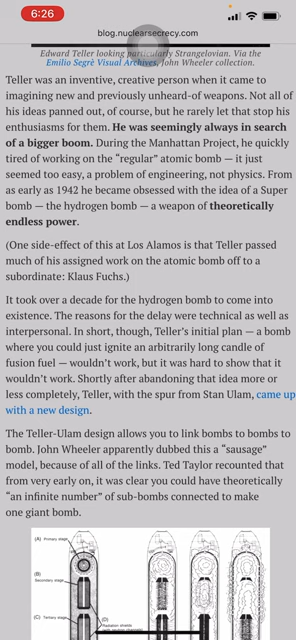 6:26
blog.nuclearsecrecy.com
Edward Teller looking particularly Strangelovian. Via the
Emilio Segrè Visual Archives, John Wheeler collection.
Teller was an inventive, creative person when it came to
imagining new and previously unheard-of weapons. Not all of
his ideas panned out, of course, but he rarely let that stop his
enthusiasms for them. He was seemingly always in search
of a bigger boom. During the Manhattan Project, he quickly
tired of working on the “regular” atomic bomb — it just
seemed too easy, a problem of engineering, not physics. From
as early as 1942 he became obsessed with the idea of a Super
bomb — the hydrogen bomb — a weapon of theoretically
endless power.
(One side-effect of this at Los Alamos is that Teller passed
much of his assigned work on the atomic bomb off to a
subordinate: Klaus Fuchs.)
It took over a decade for the hydrogen bomb to come into
existence. The reasons for the delay were technical as well as
interpersonal. In short, though, Teller’s initial plan — a bomb
where you could just ignite an arbitrarily long candle of
fusion fuel — wouldn’t work, but it was hard to show that it
wouldn’t work. Shortly after abandoning that idea more or
less completely, Teller, with the spur from Stan Ulam, came up
with a new design.
The Teller-Ulam design allows you to link bombs to bombs to
bomb. John Wheeler apparently dubbed this a “sausage”
model, because of all of the links. Ted Taylor recounted that
from very early on, it was clear you could have theoretically
“an infinite number” of sub-bombs connected to make
one giant bomb.
(A) Primary stage
(B)
Secondary stage
(C) Tertiary stage
(D)
Radiation shields